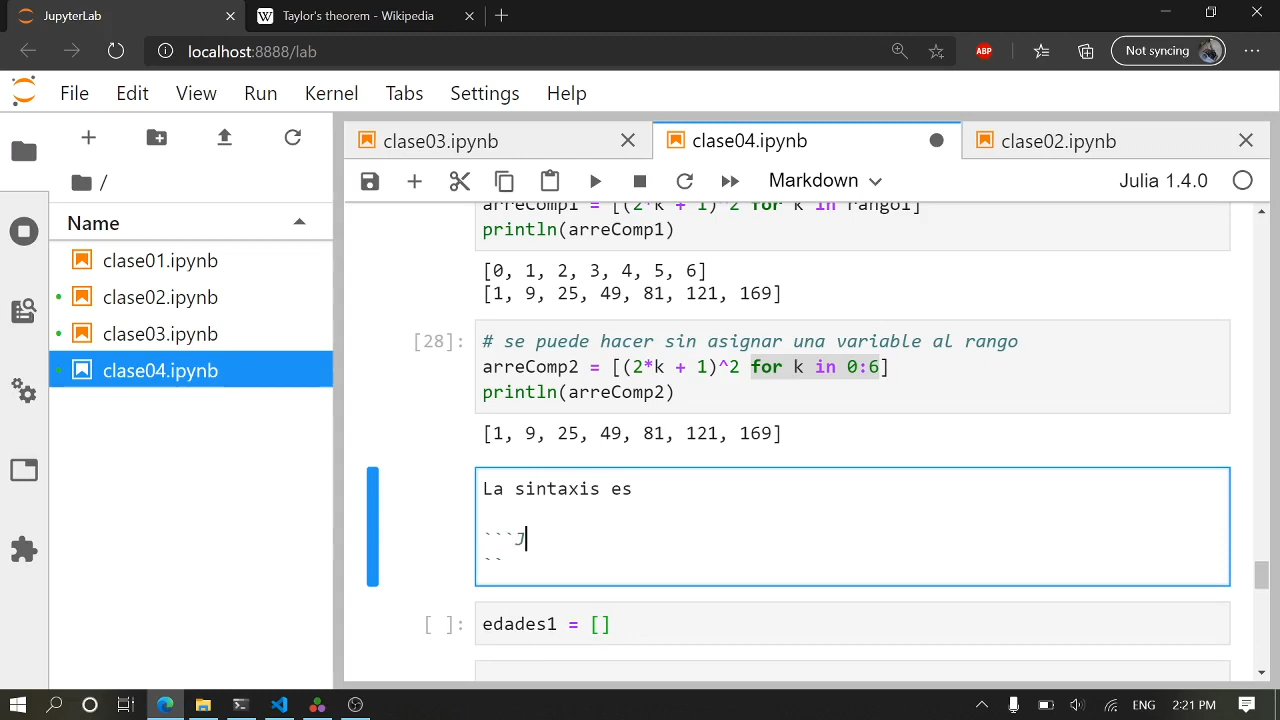 JupyterLab
Taylor's theorem - Wikipedia
localhost:8888/lab
ABP
Not syncing
File Edit View Run Kernel Tabs Settings Help
clase03.ipynb
clase04.ipynb
clase02.ipynb
/
Markdown
Julia 1.4.0
Name
clase01.ipynb
clase02.ipynb
clase03.ipynb
clase04.ipynb
arreComp1 = [(2*k + 1)^2 for k in rango1]
println(arreComp1)
[0, 1, 2, 3, 4, 5, 6]
[1, 9, 25, 49, 81, 121, 169]
[28]:
# se puede hacer sin asignar una variable al rango
arreComp2 = [(2*k + 1)^2 for k in 0:6]
println(arreComp2)
[1, 9, 25, 49, 81, 121, 169]
La sintaxis es
```J
``
[ ]:
edades1 = []
ENG
2:21 PM